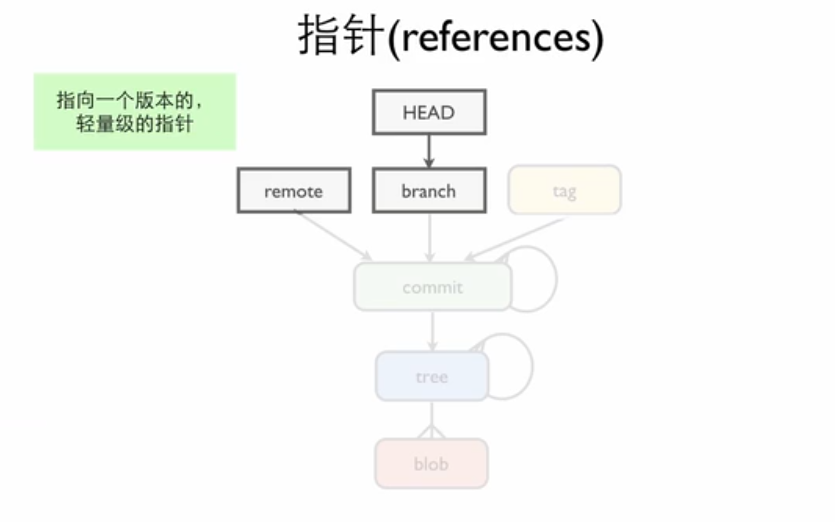 指针(references)
指向一个版本的，
轻量级的指针
HEAD
remote
branch
tag
commit
tree
blob